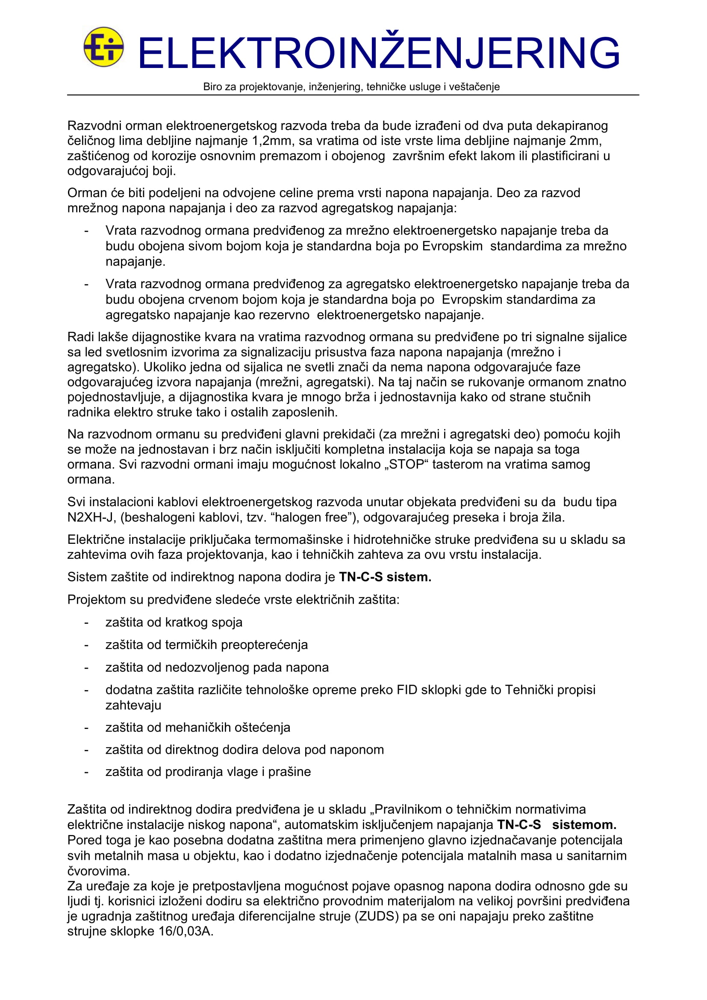 Ei ELEKTROINŽENJERING
Biro za projektovanje, inženjering, tehničke usluge i veštačenje
Razvodni orman elektroenergetskog razvoda treba da bude izrađeni od dva puta dekapiranog
čeličnog lima debljine najmanje 1,2mm, sa vratima od iste vrste lima debljine najmanje 2mm,
zaštićenog od korozije osnovnim premazom i obojenog  završnim efekt lakom ili plastificirani u
odgovarajućoj boji.
Orman će biti podeljeni na odvojene celine prema vrsti napona napajanja. Deo za razvod
mrežnog napona napajanja i deo za razvod agregatskog napajanja:
- Vrata razvodnog ormana predviđenog za mrežno elektroenergetsko napajanje treba da
budu obojena sivom bojom koja je standardna boja po Evropskim  standardima za mrežno
napajanje.
- Vrata razvodnog ormana predviđenog za agregatsko elektroenergetsko napajanje treba da
budu obojena crvenom bojom koja je standardna boja po  Evropskim standardima za
agregatsko napajanje kao rezervno  elektroenergetsko napajanje.
Radi lakše dijagnostike kvara na vratima razvodnog ormana su predviđene po tri signalne sijalice
sa led svetlosnim izvorima za signalizaciju prisustva faza napona napajanja (mrežno i
agregatsko). Ukoliko jedna od sijalica ne svetli znači da nema napona odgovarajuće faze
odgovarajućeg izvora napajanja (mrežni, agregatski). Na taj način se rukovanje ormanom znatno
pojednostavljuje, a dijagnostika kvara je mnogo brža i jednostavnija kako od strane stučnih
radnika elektro struke tako i ostalih zaposlenih.
Na razvodnom ormanu su predviđeni glavni prekidači (za mrežni i agregatski deo) pomoću kojih
se može na jednostavan i brz način isključiti kompletna instalacija koja se napaja sa toga
ormana. Svi razvodni ormani imaju mogućnost lokalno „STOP“ tasterom na vratima samog
ormana.
Svi instalacioni kablovi elektroenergetskog razvoda unutar objekata predviđeni su da  budu tipa
N2XH-J, (beshalogeni kablovi, tzv. “halogen free”), odgovarajućeg preseka i broja žila.
Električne instalacije priključaka termomašinske i hidrotehničke struke predviđena su u skladu sa
zahtevima ovih faza projektovanja, kao i tehničkih zahteva za ovu vrstu instalacija.
Sistem zaštite od indirektnog napona dodira je TN-C-S sistem.
Projektom su predviđene sledeće vrste električnih zaštita:
- zaštita od kratkog spoja
- zaštita od termičkih preopterećenja
- zaštita od nedozvoljenog pada napona
- dodatna zaštita različite tehnološke opreme preko FID sklopki gde to Tehnički propisi
zahtevaju
- zaštita od mehaničkih oštećenja
- zaštita od direktnog dodira delova pod naponom
- zaštita od prodiranja vlage i prašine
Zaštita od indirektnog dodira predviđena je u skladu „Pravilnikom o tehničkim normativima
električne instalacije niskog napona“, automatskim isključenjem napajanja TN-C-S   sistemom.
Pored toga je kao posebna dodatna zaštitna mera primenjeno glavno izjednačavanje potencijala
svih metalnih masa u objektu, kao i dodatno izjednačenje potencijala matalnih masa u sanitarnim
čvorovima.
Za uređaje za koje je pretpostavljena mogućnost pojave opasnog napona dodira odnosno gde su
ljudi tj. korisnici izloženi dodiru sa električno provodnim materijalom na velikoj površini predviđena
je ugradnja zaštitnog uređaja diferencijalne struje (ZUDS) pa se oni napajaju preko zaštitne
strujne sklopke 16/0,03A.